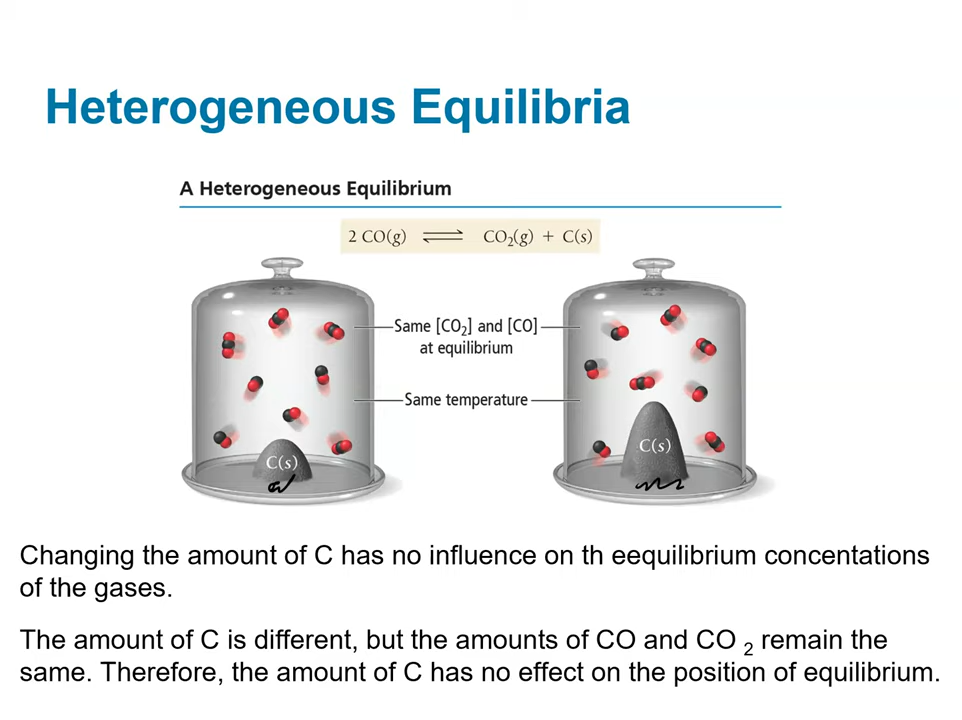 Heterogeneous Equilibria
A Heterogeneous Equilibrium
2 CO(g) ⇌ CO₂(g) + C(s)
Same [CO₂] and [CO]
at equilibrium
Same temperature
C(s)
C(s)
Changing the amount of C has no influence on th eequilibrium concentations
of the gases.
The amount of C is different, but the amounts of CO and CO ₂ remain the
same. Therefore, the amount of C has no effect on the position of equilibrium.